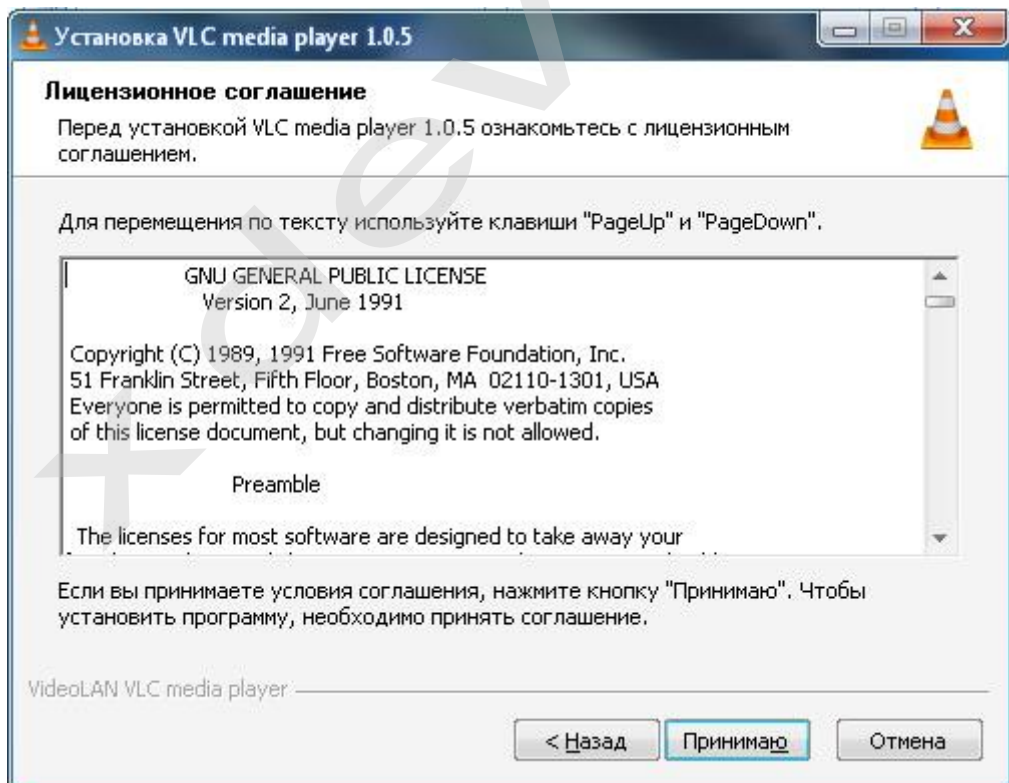 Установка VLC media player 1.0.5
Лицензионное соглашение
Перед установкой VLC media player 1.0.5 ознакомьтесь с лицензионным
соглашением.
Для перемещения по тексту используйте клавиши "PageUp" и "PageDown".
GNU GENERAL PUBLIC LICENSE
Version 2, June 1991
Copyright (C) 1989, 1991 Free Software Foundation, Inc.
51 Franklin Street, Fifth Floor, Boston, MA  02110-1301, USA
Everyone is permitted to copy and distribute verbatim copies
of this license document, but changing it is not allowed.
Preamble
The licenses for most software are designed to take away your
Если вы принимаете условия соглашения, нажмите кнопку "Принимаю". Чтобы
установить программу, необходимо принять соглашение.
VideoLAN VLC media player
< Назад
Принимаю
Отмена